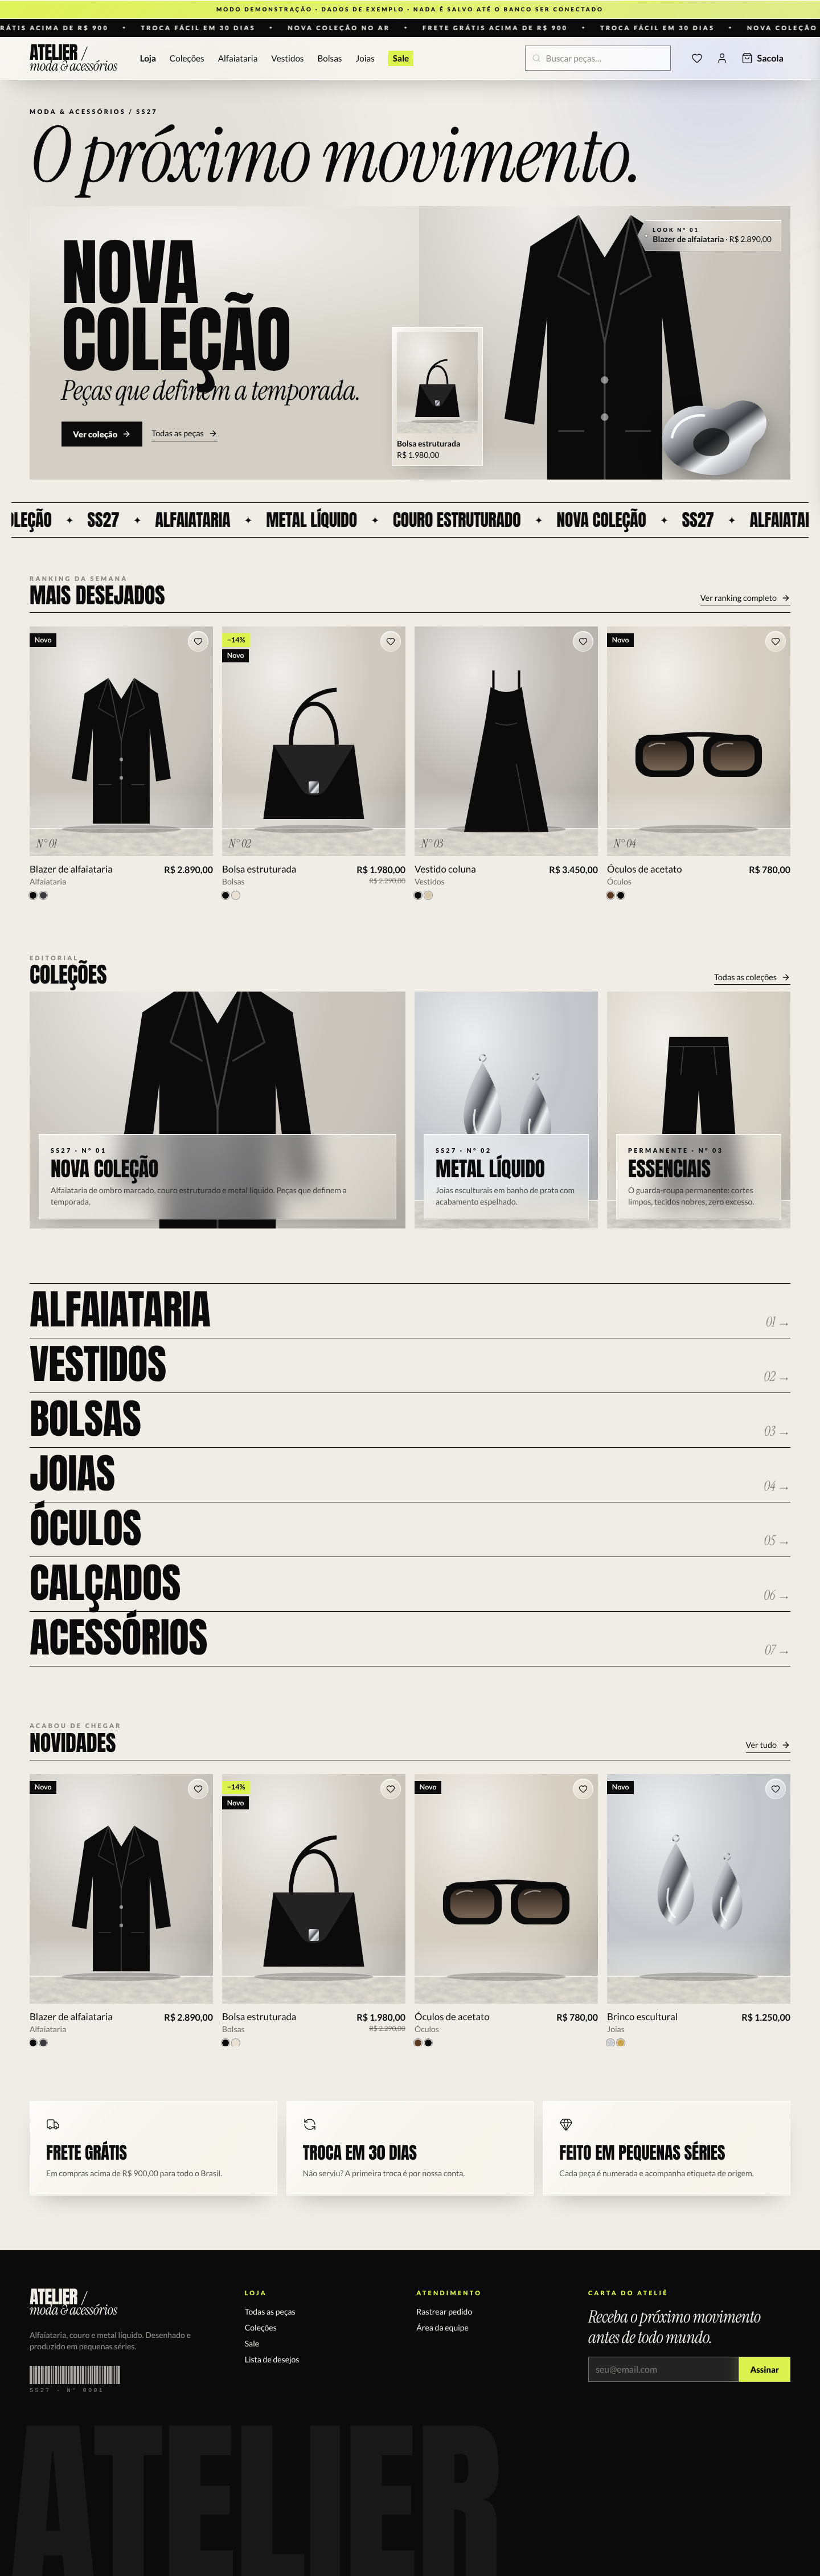 MODO DEMONSTRAÇÃO · DADOS DE EXEMPLO · NADA É SALVO ATÉ O BANCO SER CONECTADO
RÁTIS ACIMA DE R$ 900 ✦ TROCA FÁCIL EM 30 DIAS ✦ NOVA COLEÇÃO NO AR ✦ FRETE GRÁTIS ACIMA DE R$ 900 ✦ TROCA FÁCIL EM 30 DIAS ✦ NOVA COLEÇÃO
ATELIER /
moda & acessórios
Loja Coleções Alfaiataria Vestidos Bolsas Joias Sale
Buscar peças...
Sacola
MODA & ACESSÓRIOS / SS27
O próximo movimento.
LOOK Nº 01
Blazer de alfaiataria · R$ 2.890,00
NOVA
COLEÇÃO
Peças que definem a temporada.
Ver coleção →
Todas as peças →
Bolsa estruturada
R$ 1.980,00
OLEÇÃO ✦ SS27 ✦ ALFAIATARIA ✦ METAL LÍQUIDO ✦ COURO ESTRUTURADO ✦ NOVA COLEÇÃO ✦ SS27 ✦ ALFAIATAI
RANKING DA SEMANA
MAIS DESEJADOS
Ver ranking completo →
Novo
Nº 01
Blazer de alfaiataria R$ 2.890,00
Alfaiataria
−14%
Novo
Nº 02
Bolsa estruturada R$ 1.980,00
Bolsas R$ 2.290,00
Nº 03
Vestido coluna R$ 3.450,00
Vestidos
Novo
Nº 04
Óculos de acetato R$ 780,00
Óculos
EDITORIAL
COLEÇÕES
Todas as coleções →
SS27 · Nº 01
NOVA COLEÇÃO
Alfaiataria de ombro marcado, couro estruturado e metal líquido. Peças que definem a
temporada.
SS27 · Nº 02
METAL LÍQUIDO
Joias esculturais em banho de prata com
acabamento espelhado.
PERMANENTE · Nº 03
ESSENCIAIS
O guarda-roupa permanente: cortes
limpos, tecidos nobres, zero excesso.
ALFAIATARIA 01 →
VESTIDOS 02 →
BOLSAS 03 →
JOIAS 04 →
ÓCULOS 05 →
CALÇADOS 06 →
ACESSÓRIOS 07 →
ACABOU DE CHEGAR
NOVIDADES
Ver tudo →
Novo
Blazer de alfaiataria R$ 2.890,00
Alfaiataria
−14%
Novo
Bolsa estruturada R$ 1.980,00
Bolsas R$ 2.290,00
Novo
Óculos de acetato R$ 780,00
Óculos
Novo
Brinco escultural R$ 1.250,00
Joias
FRETE GRÁTIS
Em compras acima de R$ 900,00 para todo o Brasil.
TROCA EM 30 DIAS
Não serviu? A primeira troca é por nossa conta.
FEITO EM PEQUENAS SÉRIES
Cada peça é numerada e acompanha etiqueta de origem.
ATELIER /
moda & acessórios
Alfaiataria, couro e metal líquido. Desenhado e
produzido em pequenas séries.
SS27 · Nº 0001
LOJA
Todas as peças
Coleções
Sale
Lista de desejos
ATENDIMENTO
Rastrear pedido
Área da equipe
CARTA DO ATELIÊ
Receba o próximo movimento
antes de todo mundo.
seu@email.com
Assinar
ATELIER